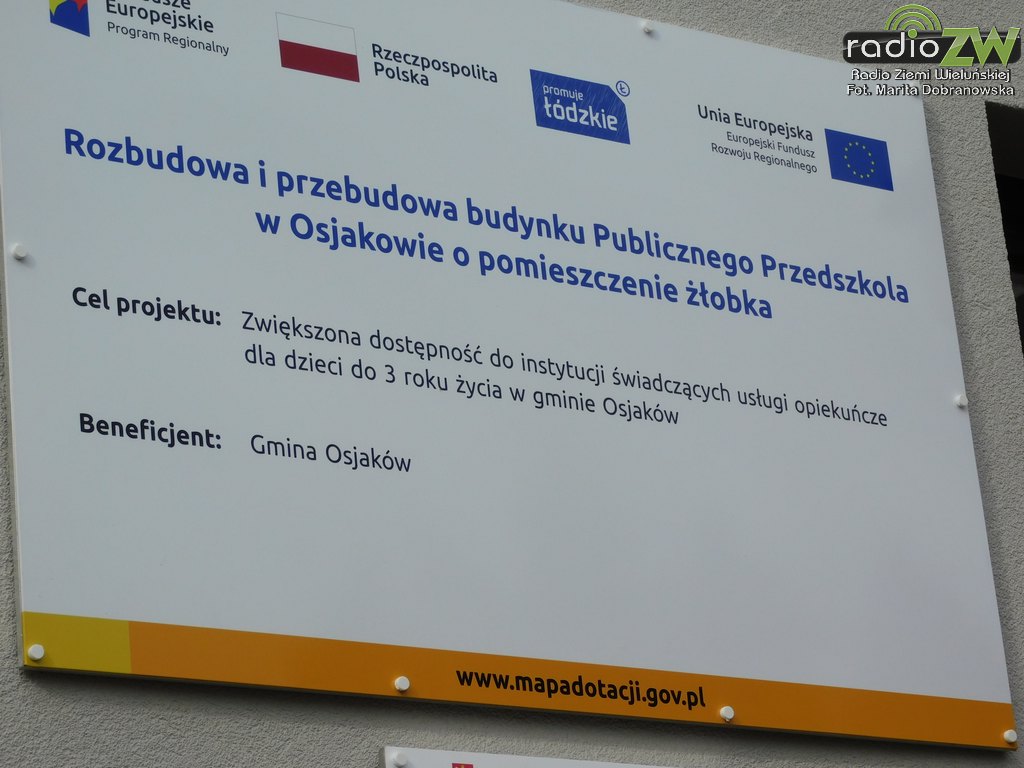 Europejskie
Program Regionalny
Rzeczpospolita
Polska
promuje
łódzkie
Unia Europejska
Europejski Fundusz
Rozwoju Regionalnego
radioZW
Radio Ziemi Wieluńskiej
Fot. Marita Dobranowska
Rozbudowa i przebudowa budynku Publicznego Przedszkola
w Osjakowie o pomieszczenie żłobka
Cel projektu: Zwiększona dostępność do instytucji świadczących usługi opiekuńcze
dla dzieci do 3 roku życia w gminie Osjaków
Beneficjent: Gmina Osjaków
www.mapadotacji.gov.pl